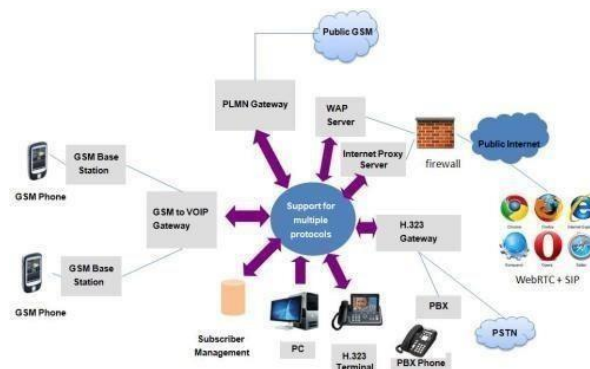 Public GSM
PLMN Gateway
WAP
Server
firewall
Public Internet
Internet Proxy
Server
GSM Base
Station
GSM Phone
GSM to VOIP
Gateway
Support for
multiple
protocols
H.323
Gateway
WebRTC + SIP
GSM Base
Station
GSM Phone
Subscriber
Management
PC
H.323
Terminal
PBX
PBX Phone
PSTN